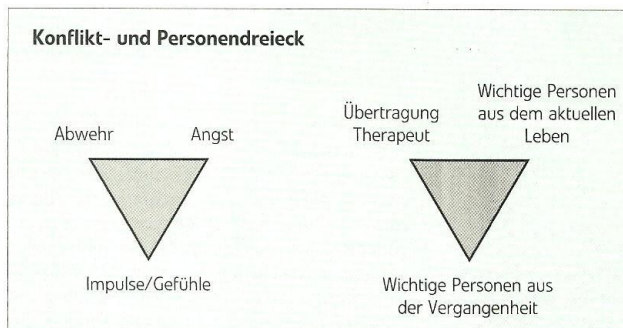 Konflikt- und Personendreieck
Abwehr
Angst
Impulse/Gefühle
Übertragung
Therapeut
Wichtige Personen
aus dem aktuellen
Leben
Wichtige Personen aus
der Vergangenheit